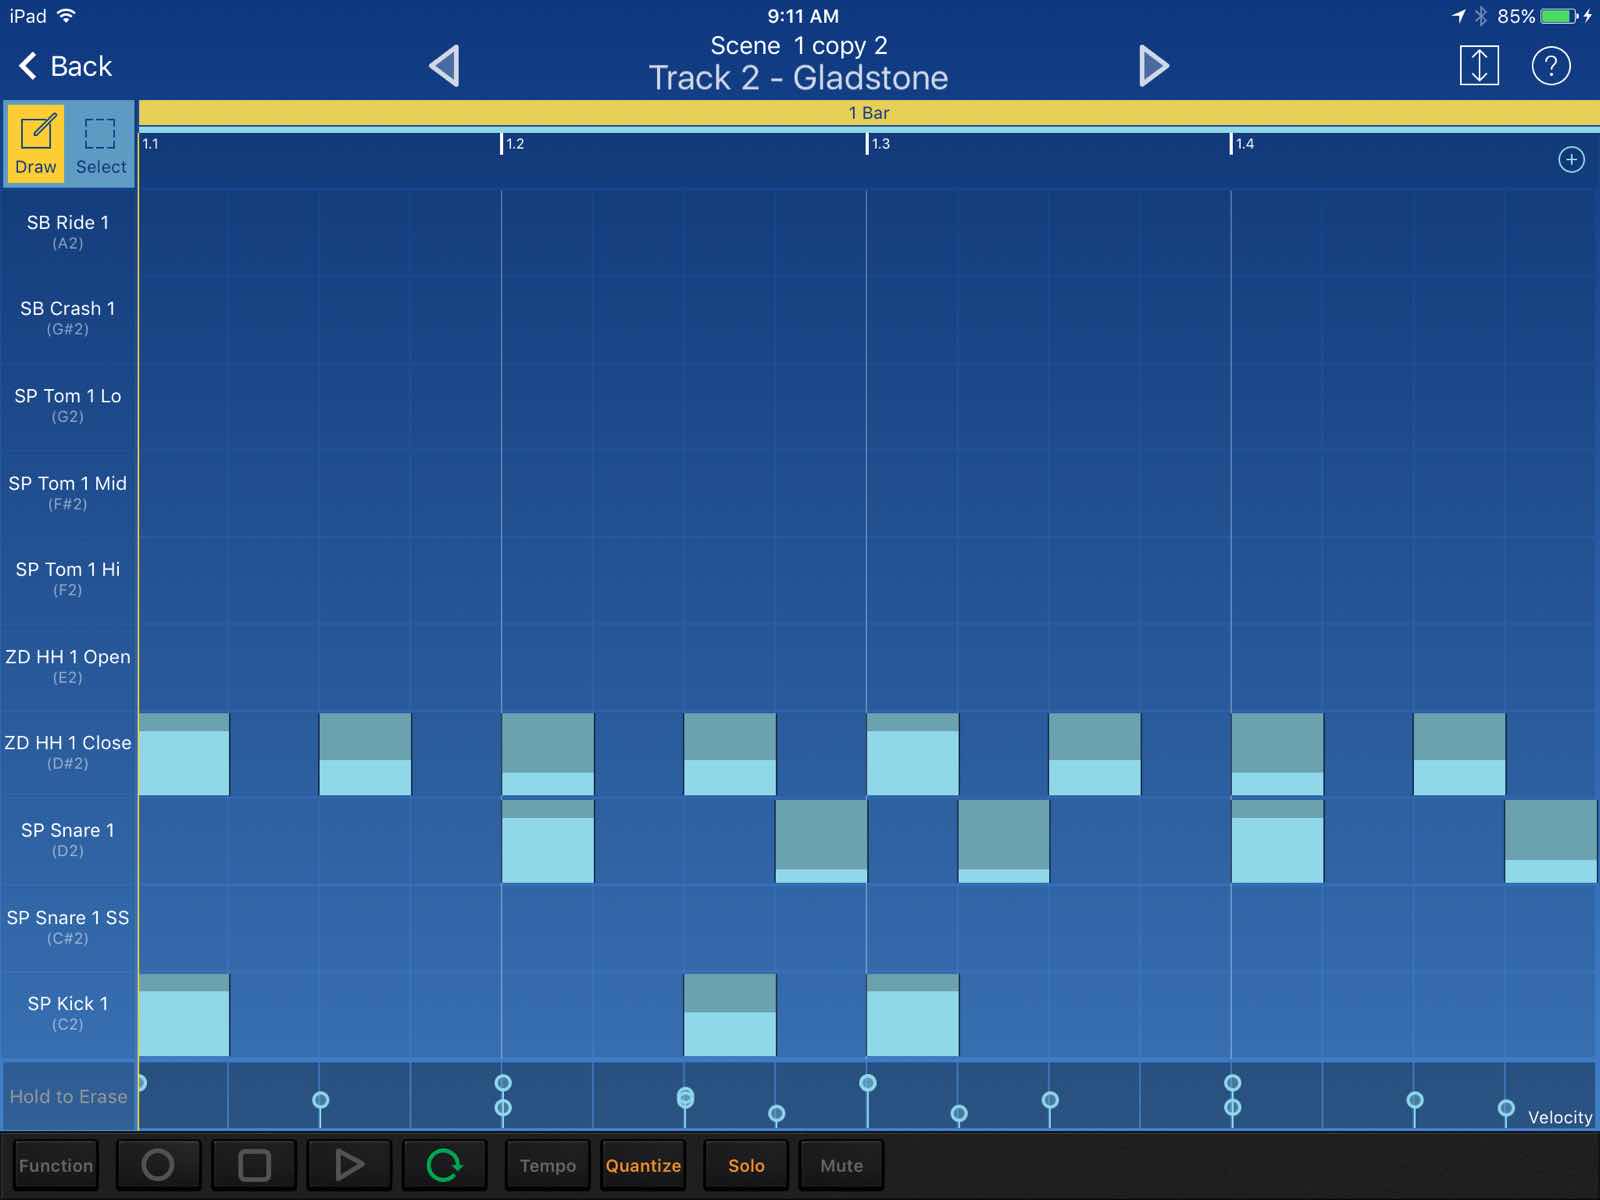 iPad 9:11 AM 85%
Back
Scene 1 copy 2
Track 2 - Gladstone
?
1 Bar
Draw Select
1.1 1.2 1.3 1.4
SB Ride 1
(A2)
SB Crash 1
(G#2)
SP Tom 1 Lo
(G2)
SP Tom 1 Mid
(F#2)
SP Tom 1 Hi
(F2)
ZD HH 1 Open
(E2)
ZD HH 1 Close
(D#2)
SP Snare 1
(D2)
SP Snare 1 SS
(C#2)
SP Kick 1
(C2)
Hold to Erase
Velocity
Function Tempo Quantize Solo Mute